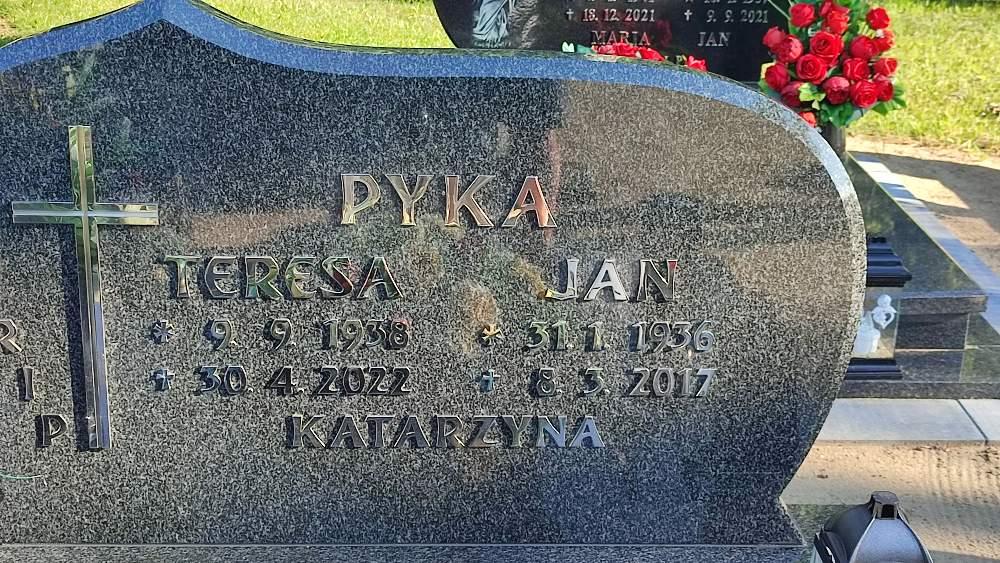 18. 12. 2021 9. 9. 2021
MARIA JAN
PYKA
TERESA JAN
* 9. 9. 1938 * 31. 1. 1936
✝ 30. 4. 2022 ✝ 8. 3. 2017
KATARZYNA
R
I
P